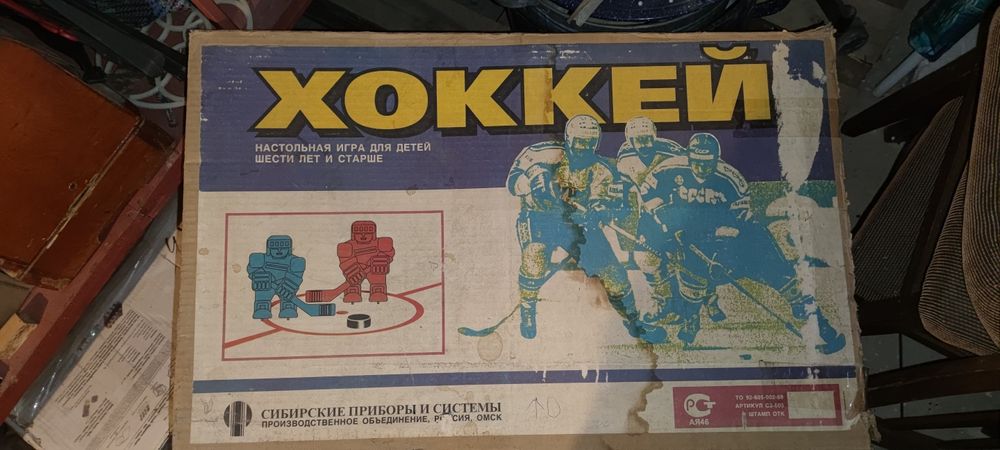 ХОККЕЙ
НАСТОЛЬНАЯ ИГРА ДЛЯ ДЕТЕЙ
ШЕСТИ ЛЕТ И СТАРШЕ
СССР
СИБИРСКИЕ ПРИБОРЫ И СИСТЕМЫ
ПРОИЗВОДСТВЕННОЕ ОБЪЕДИНЕНИЕ, РОССИЯ, ОМСК
АЯ46
ТО
АРТИКУЛ
ШТАМП ОТК